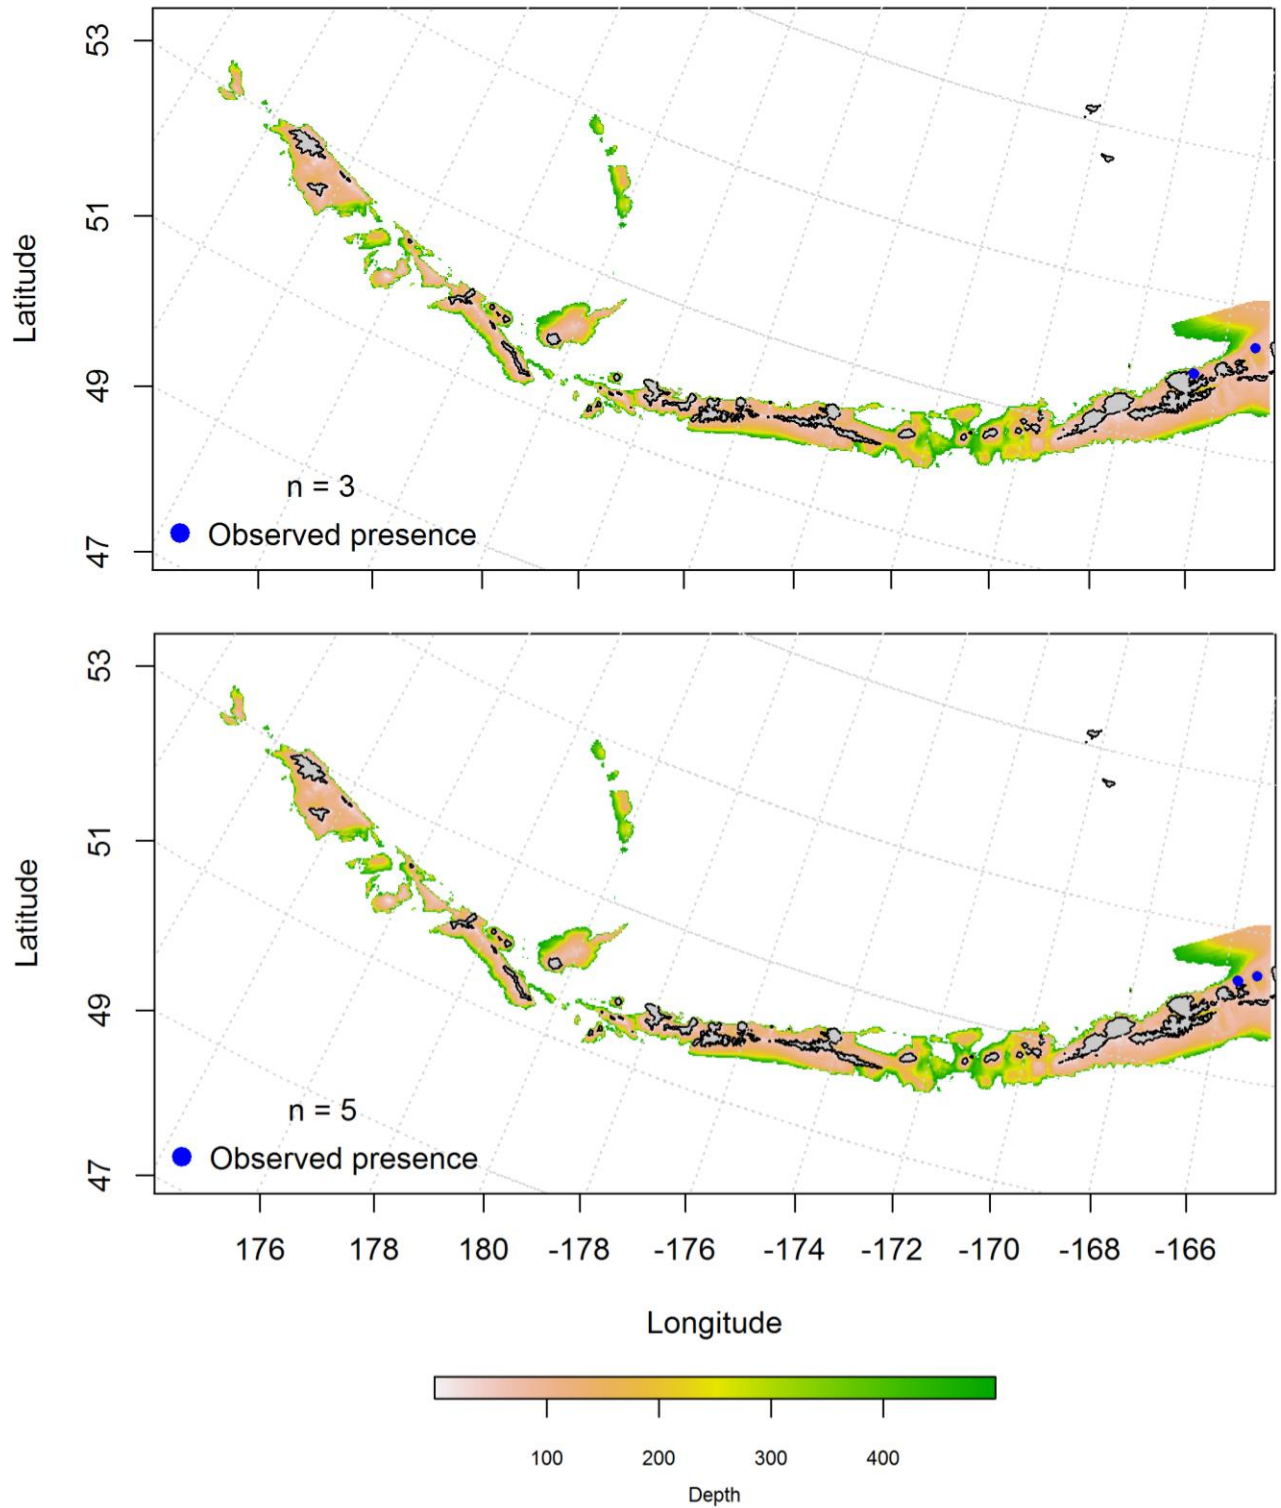 53
51
Latitude
49
47
n = 3
Observed presence
53
51
Latitude
49
47
n = 5
Observed presence
176 178 180 -178 -176 -174 -172 -170 -168 -166
Longitude
100 200 300 400
Depth